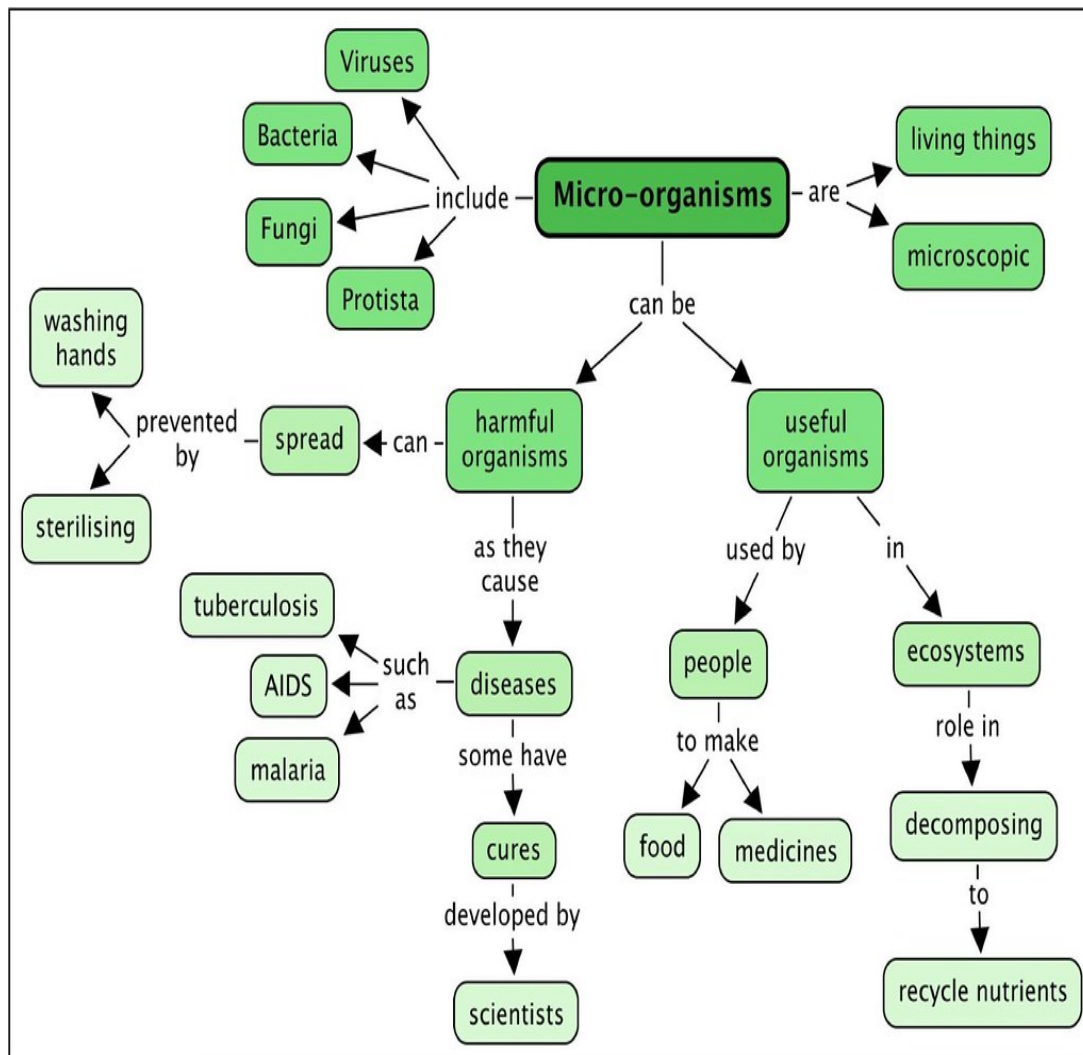 Viruses
Bacteria
Fungi
Protista
include
Micro-organisms
are
living things
microscopic
can be
washing
hands
prevented
by
sterilising
spread
can
harmful
organisms
useful
organisms
as they
cause
used by
in
tuberculosis
AIDS
malaria
such
as
diseases
people
ecosystems
some have
to make
role in
cures
food
medicines
decomposing
developed by
to
scientists
recycle nutrients